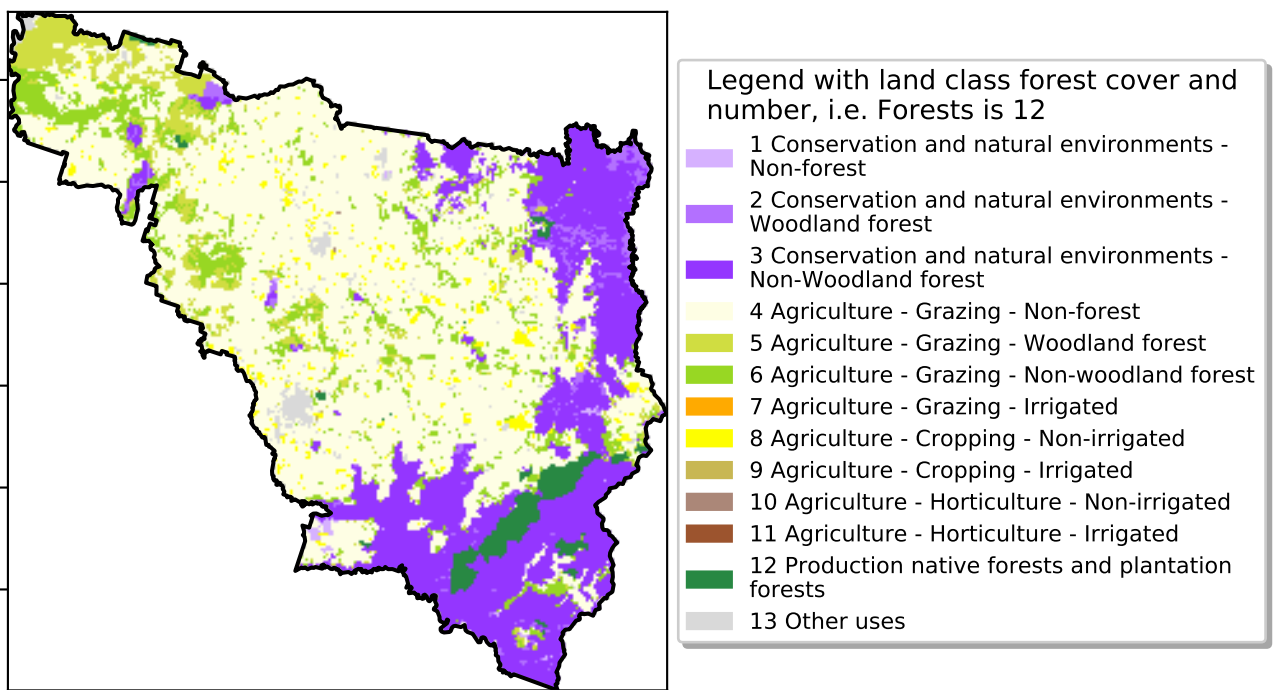 Legend with land class forest cover and
number, i.e. Forests is 12
1 Conservation and natural environments -
Non-forest
2 Conservation and natural environments -
Woodland forest
3 Conservation and natural environments -
Non-Woodland forest
4 Agriculture - Grazing - Non-forest
5 Agriculture - Grazing - Woodland forest
6 Agriculture - Grazing - Non-woodland forest
7 Agriculture - Grazing - Irrigated
8 Agriculture - Cropping - Non-irrigated
9 Agriculture - Cropping - Irrigated
10 Agriculture - Horticulture - Non-irrigated
11 Agriculture - Horticulture - Irrigated
12 Production native forests and plantation
forests
13 Other uses